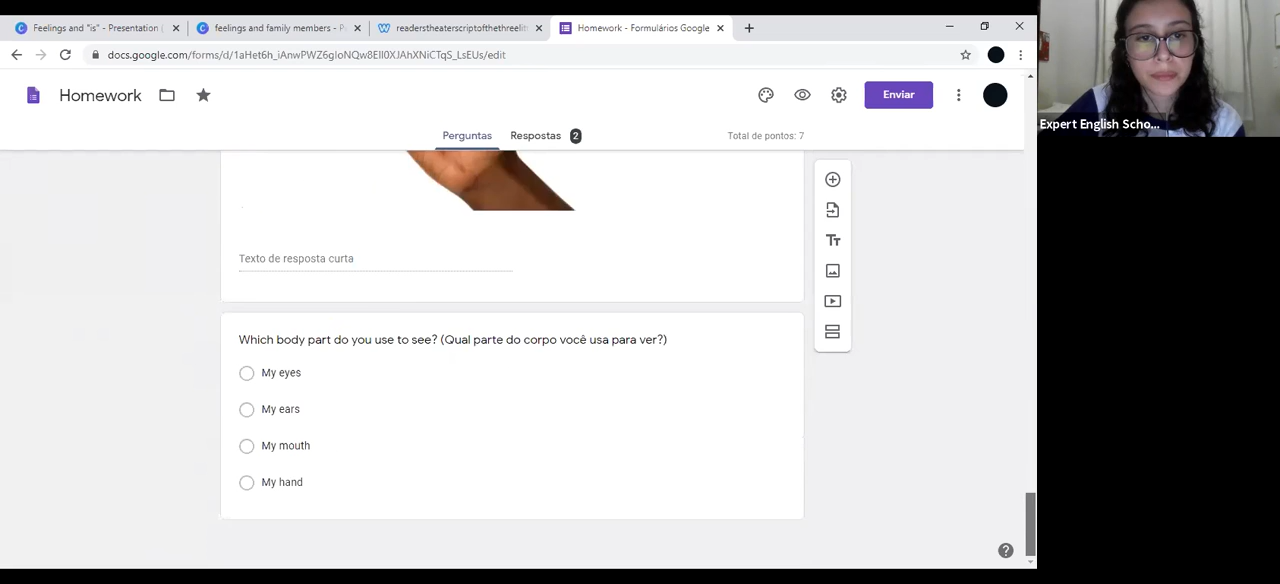 Feelings and "is" - Presentation (
feelings and family members - P
readerstheaterscriptofthethreelit
Homework - Formulários Google
docs.google.com/forms/d/1aHet6h_iAnwPWZ6gloNQw8Ell0XJAhXNiCTqS_LsEUs/edit
Homework
Enviar
Perguntas
Respostas 2
Total de pontos: 7
Expert English Scho...
Texto de resposta curta
Which body part do you use to see? (Qual parte do corpo você usa para ver?)
My eyes
My ears
My mouth
My hand